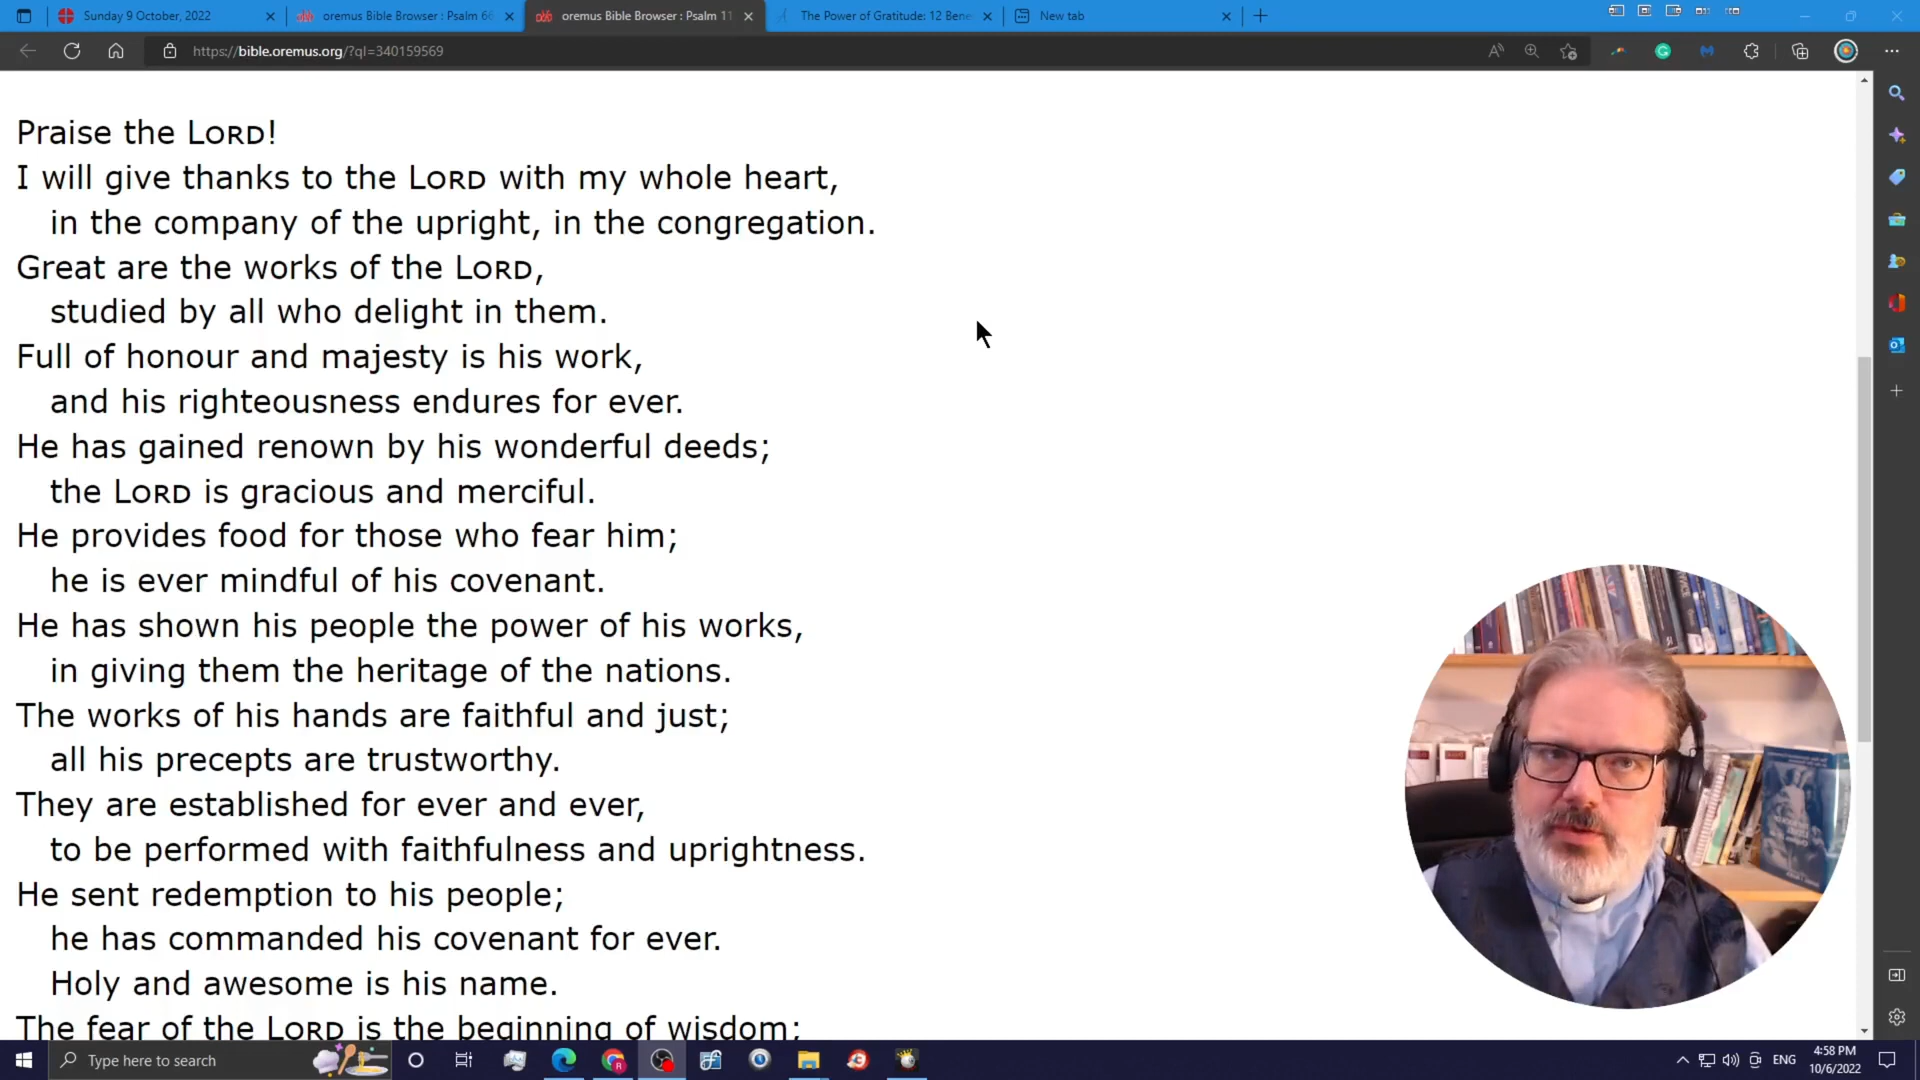 Sunday 9 October, 2022
oremus Bible Browser : Psalm 66
oremus Bible Browser : Psalm 11
The Power of Gratitude: 12 Bene
New tab
https://bible.oremus.org/?ql=340159569
Praise the LORD!
I will give thanks to the LORD with my whole heart,
in the company of the upright, in the congregation.
Great are the works of the LORD,
studied by all who delight in them.
Full of honour and majesty is his work,
and his righteousness endures for ever.
He has gained renown by his wonderful deeds;
the LORD is gracious and merciful.
He provides food for those who fear him;
he is ever mindful of his covenant.
He has shown his people the power of his works,
in giving them the heritage of the nations.
The works of his hands are faithful and just;
all his precepts are trustworthy.
They are established for ever and ever,
to be performed with faithfulness and uprightness.
He sent redemption to his people;
he has commanded his covenant for ever.
Holy and awesome is his name.
The fear of the LORD is the beginning of wisdom;
Type here to search
ENG
4:58 PM
10/6/2022